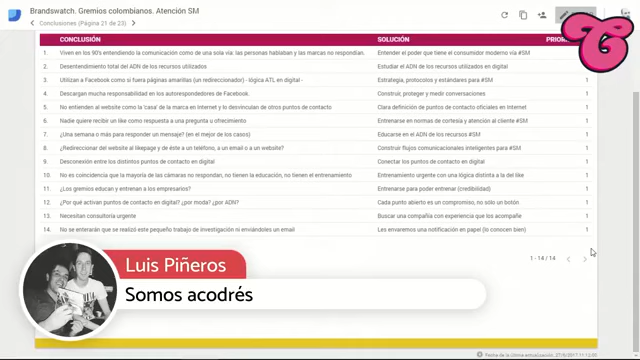 Brandswatch. Gremios colombianos. Atención SM
Conclusiones (Página 21 de 23)
CONCLUSIÓN SOLUCIÓN PRIORI
1. Viven en los 90's entendiendo la comunicación como de una sola vía: las personas hablaban y las marcas no respondían. Entender el poder que tiene el consumidor moderno vía #SM 1
2. Desentendimiento total del ADN de los recursos utilizados Estudiar el ADN de los recursos utilizados en digital 1
3. Utilizan a Facebook como si fuera páginas amarillas (un redireccionador) - lógica ATL en digital - Estrategia, protocolos y estándares para #SM 1
4. Descargan mucha responsabilidad en los autorespondedores de Facebook. Construir, proteger y medir conversaciones 1
5. No entienden al website como la 'casa' de la marca en Internet y lo desvinculan de otros puntos de contacto Clara definición de puntos de contacto oficiales en Internet 1
6. Nadie quiere recibir un like como respuesta a una pregunta u ofrecimiento Entrenarse en normas de cortesía y atención al cliente #SM 1
7. ¿Una semana o más para responder un mensaje? (en el mejor de los casos) Educarse en el ADN de los recursos #SM 1
8. ¿Redireccionar del website al likepage y de éste a un teléfono, a un email o a un website? Construir flujos comunicacionales inteligentes para #SM 1
9. Desconexión entre los distintos puntos de contacto en digital Conectar los puntos de contacto en digital 1
10. No es coincidencia que la mayoría de las cámaras no respondan, no tienen la educación, no tienen el entretimiento Entrenamiento urgente con una lógica distinta a la del like 1
11. ¿Los gremios educan y entrenan a los empresarios? Entrenarse para poder entrenar (credibilidad) 1
12. ¿Por qué activan puntos de contacto en digital? ¿por moda? ¿por ADN? Cada punto abierto es un compromiso, no sólo un botón 1
13. Necesitan consultoría urgente Buscar una compañía con experiencia que los acompañe 1
14. No se enterarán que se realizó este pequeño trabajo de investigación ni enviándoles un email Les enviaremos una notificación en papel (lo conocen bien) 1
1 - 14 / 14
Luis Piñeros
Somos acodrés
Fecha de la última actualización: